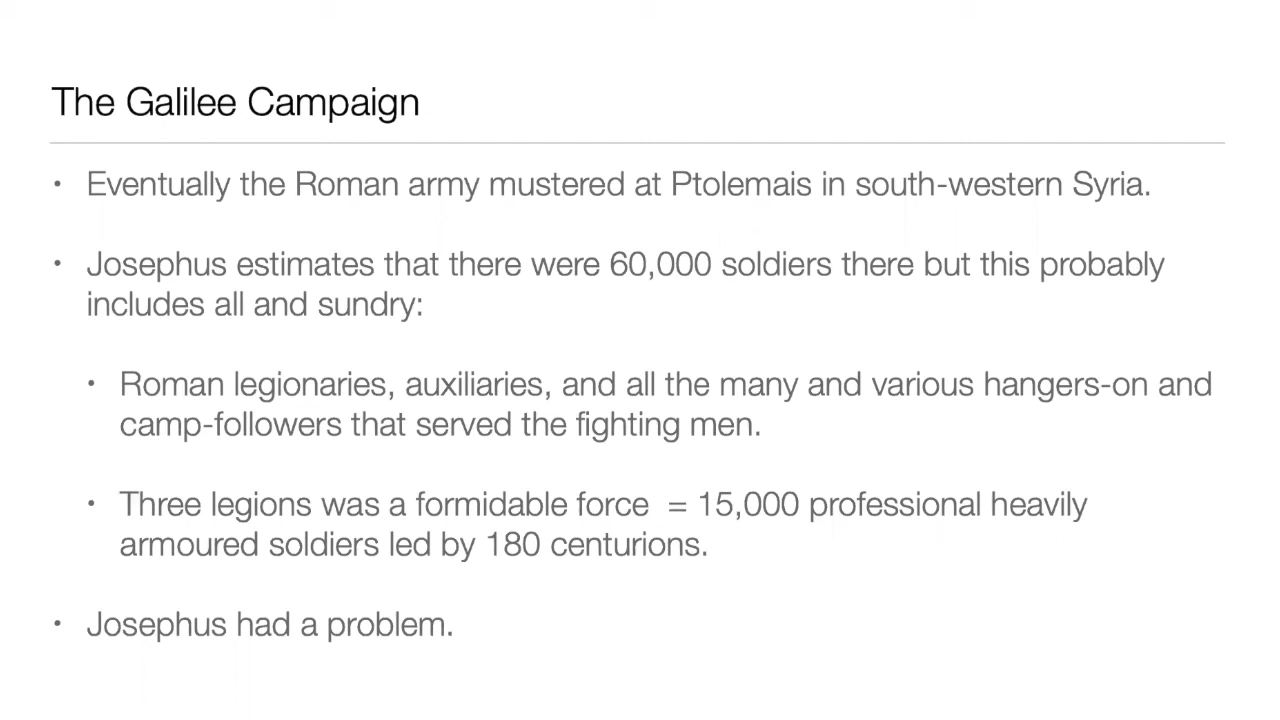 The Galilee Campaign
• Eventually the Roman army mustered at Ptolemais in south-western Syria.
• Josephus estimates that there were 60,000 soldiers there but this probably
includes all and sundry:
• Roman legionaries, auxiliaries, and all the many and various hangers-on and
camp-followers that served the fighting men.
• Three legions was a formidable force = 15,000 professional heavily
armoured soldiers led by 180 centurions.
• Josephus had a problem.